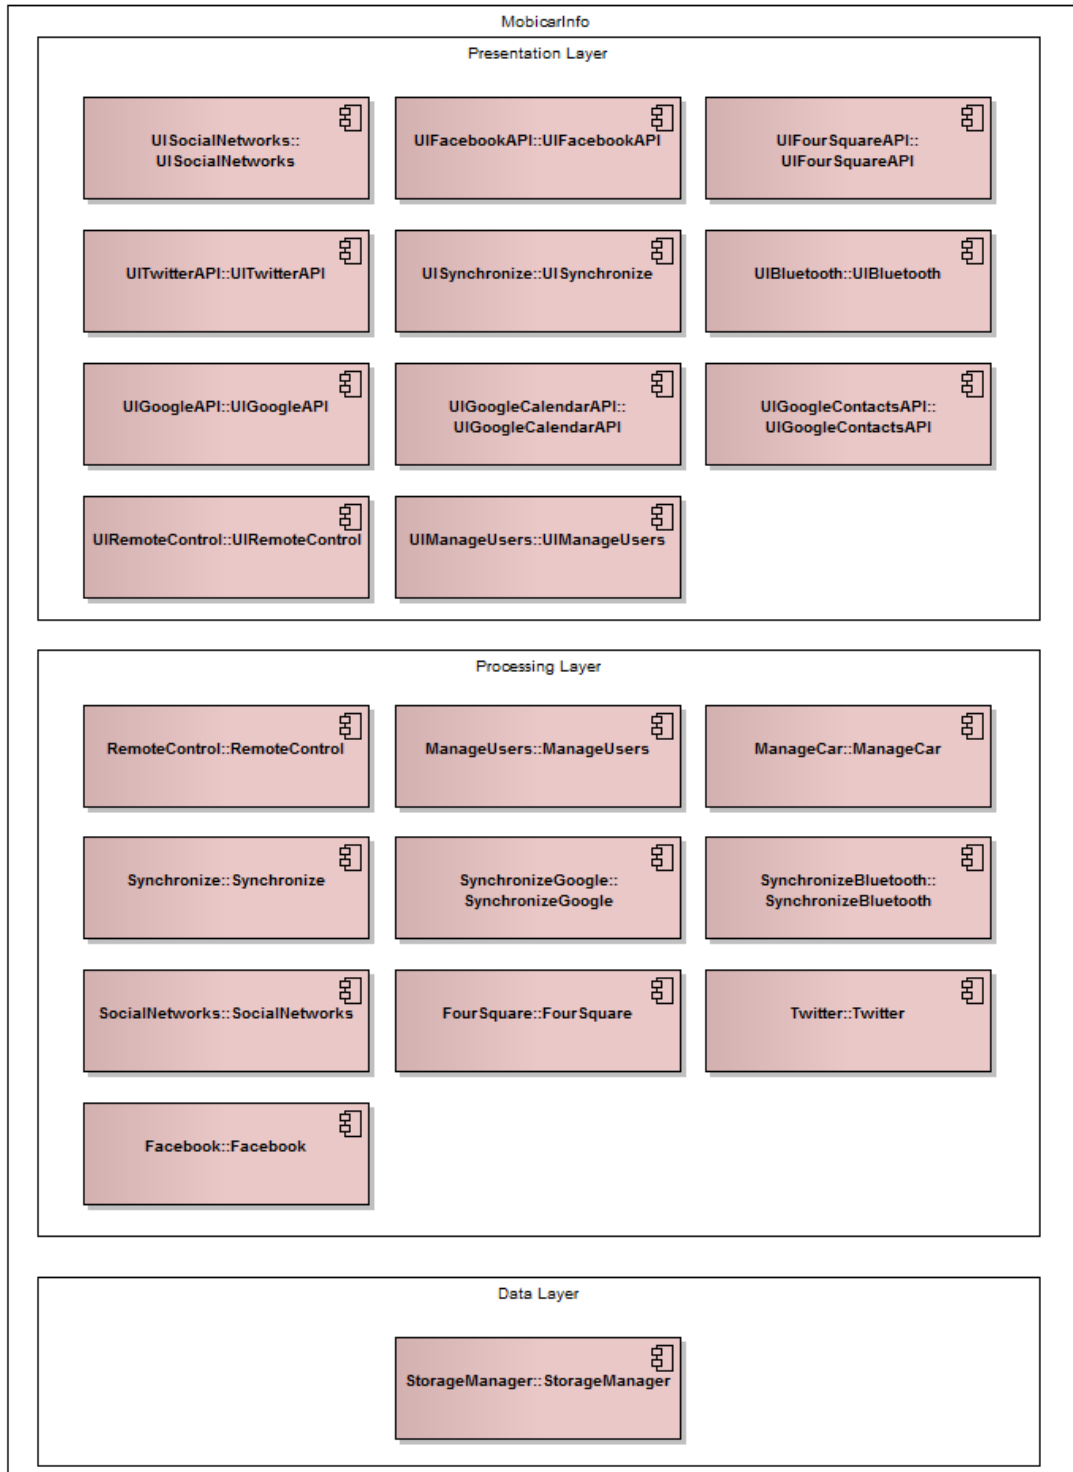 MobicarInfo
Presentation Layer
UISocialNetworks::
UISocialNetworks
UIFacebookAPI::UIFacebookAPI
UIFourSquareAPI::
UIFourSquareAPI
UITwitterAPI::UITwitterAPI
UISynchronize::UISynchronize
UIBluetooth::UIBluetooth
UIGoogleAPI::UIGoogleAPI
UIGoogleCalendarAPI::
UIGoogleCalendarAPI
UIGoogleContactsAPI::
UIGoogleContactsAPI
UIRemoteControl::UIRemoteControl
UIManageUsers::UIManageUsers
Processing Layer
RemoteControl::RemoteControl
ManageUsers::ManageUsers
ManageCar::ManageCar
Synchronize::Synchronize
SynchronizeGoogle::
SynchronizeGoogle
SynchronizeBluetooth::
SynchronizeBluetooth
SocialNetworks::SocialNetworks
FourSquare::FourSquare
Twitter::Twitter
Facebook::Facebook
Data Layer
StorageManager::StorageManager